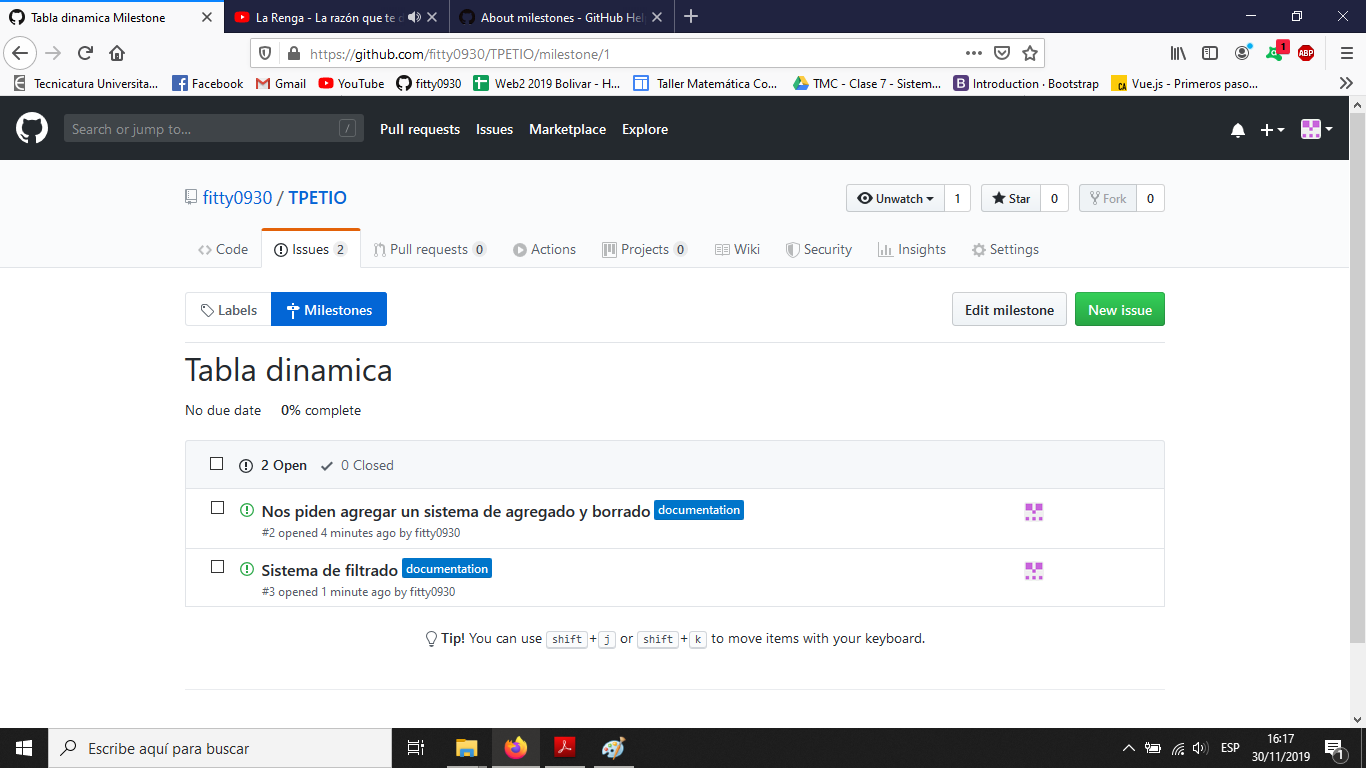 Tabla dinamica Milestone
La Renga - La razón que te d
About milestones - GitHub Hel
https://github.com/fitty0930/TPETIO/milestone/1
1
ABP
Tecnicatura Universita...
Facebook
Gmail
YouTube
fitty0930
Web2 2019 Bolivar - H...
Taller Matemática Co...
TMC - Clase 7 - Sistem...
B
Introduction · Bootstrap
CA
Vue.js - Primeros paso...
Search or jump to...
/
Pull requests
Issues
Marketplace
Explore
fitty0930 / TPETIO
Unwatch
1
Star
0
Fork
0
Code
Issues 2
Pull requests 0
Actions
Projects 0
Wiki
Security
Insights
Settings
Labels
Milestones
Edit milestone
New issue
Tabla dinamica
No due date 0% complete
2 Open 0 Closed
Nos piden agregar un sistema de agregado y borrado documentation
#2 opened 4 minutes ago by fitty0930
Sistema de filtrado documentation
#3 opened 1 minute ago by fitty0930
Tip! You can use shift + j or shift + k to move items with your keyboard.
Escribe aquí para buscar
ESP
16:17
30/11/2019
1